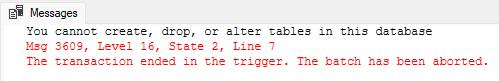 Messages
You cannot create, drop, or alter tables in this database
Msg 3609, Level 16, State 2, Line 7
The transaction ended in the trigger. The batch has been aborted.